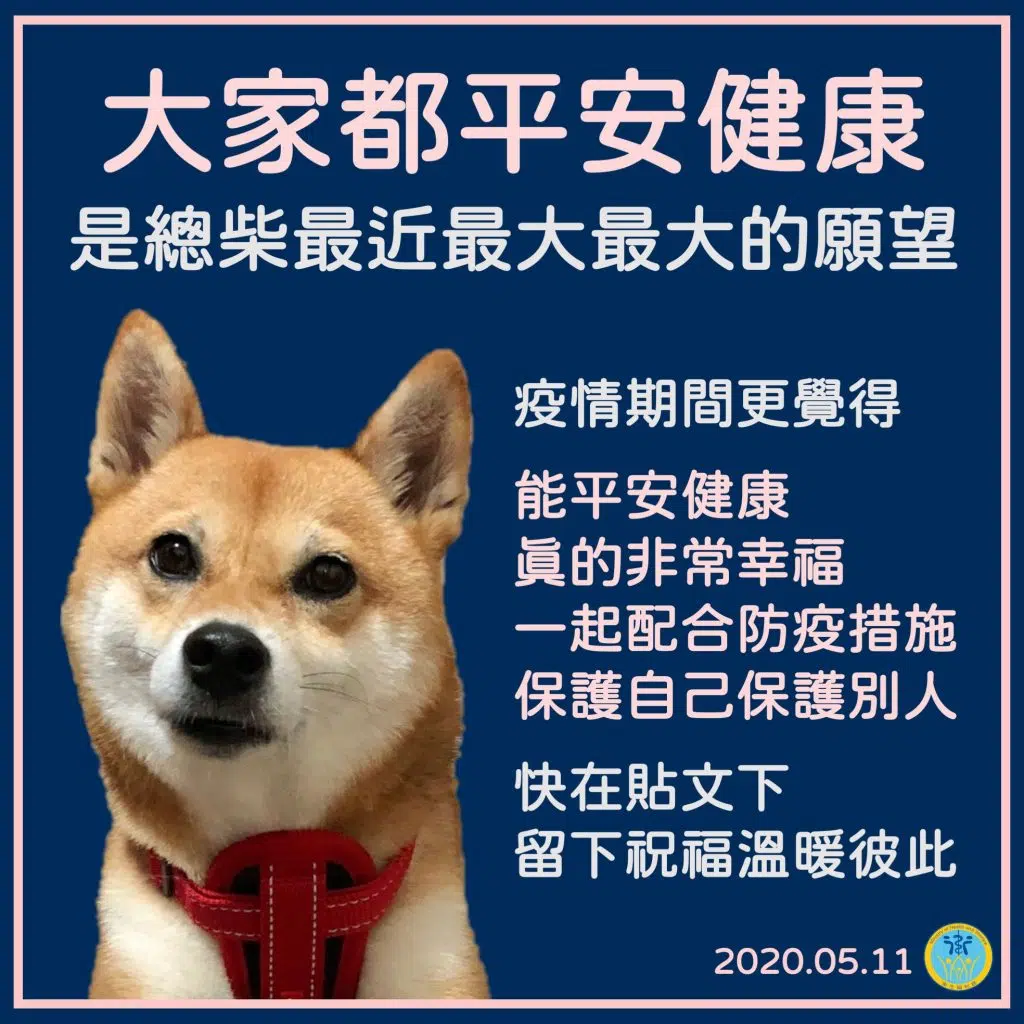 大家都平安健康
是總柴最近最大最大的願望
疫情期間更覺得
能平安健康
眞的非常幸福
一起配合防疫措施
保護自己保護別人
快在貼文下
留下祝福溫暖彼此
2020.05.11